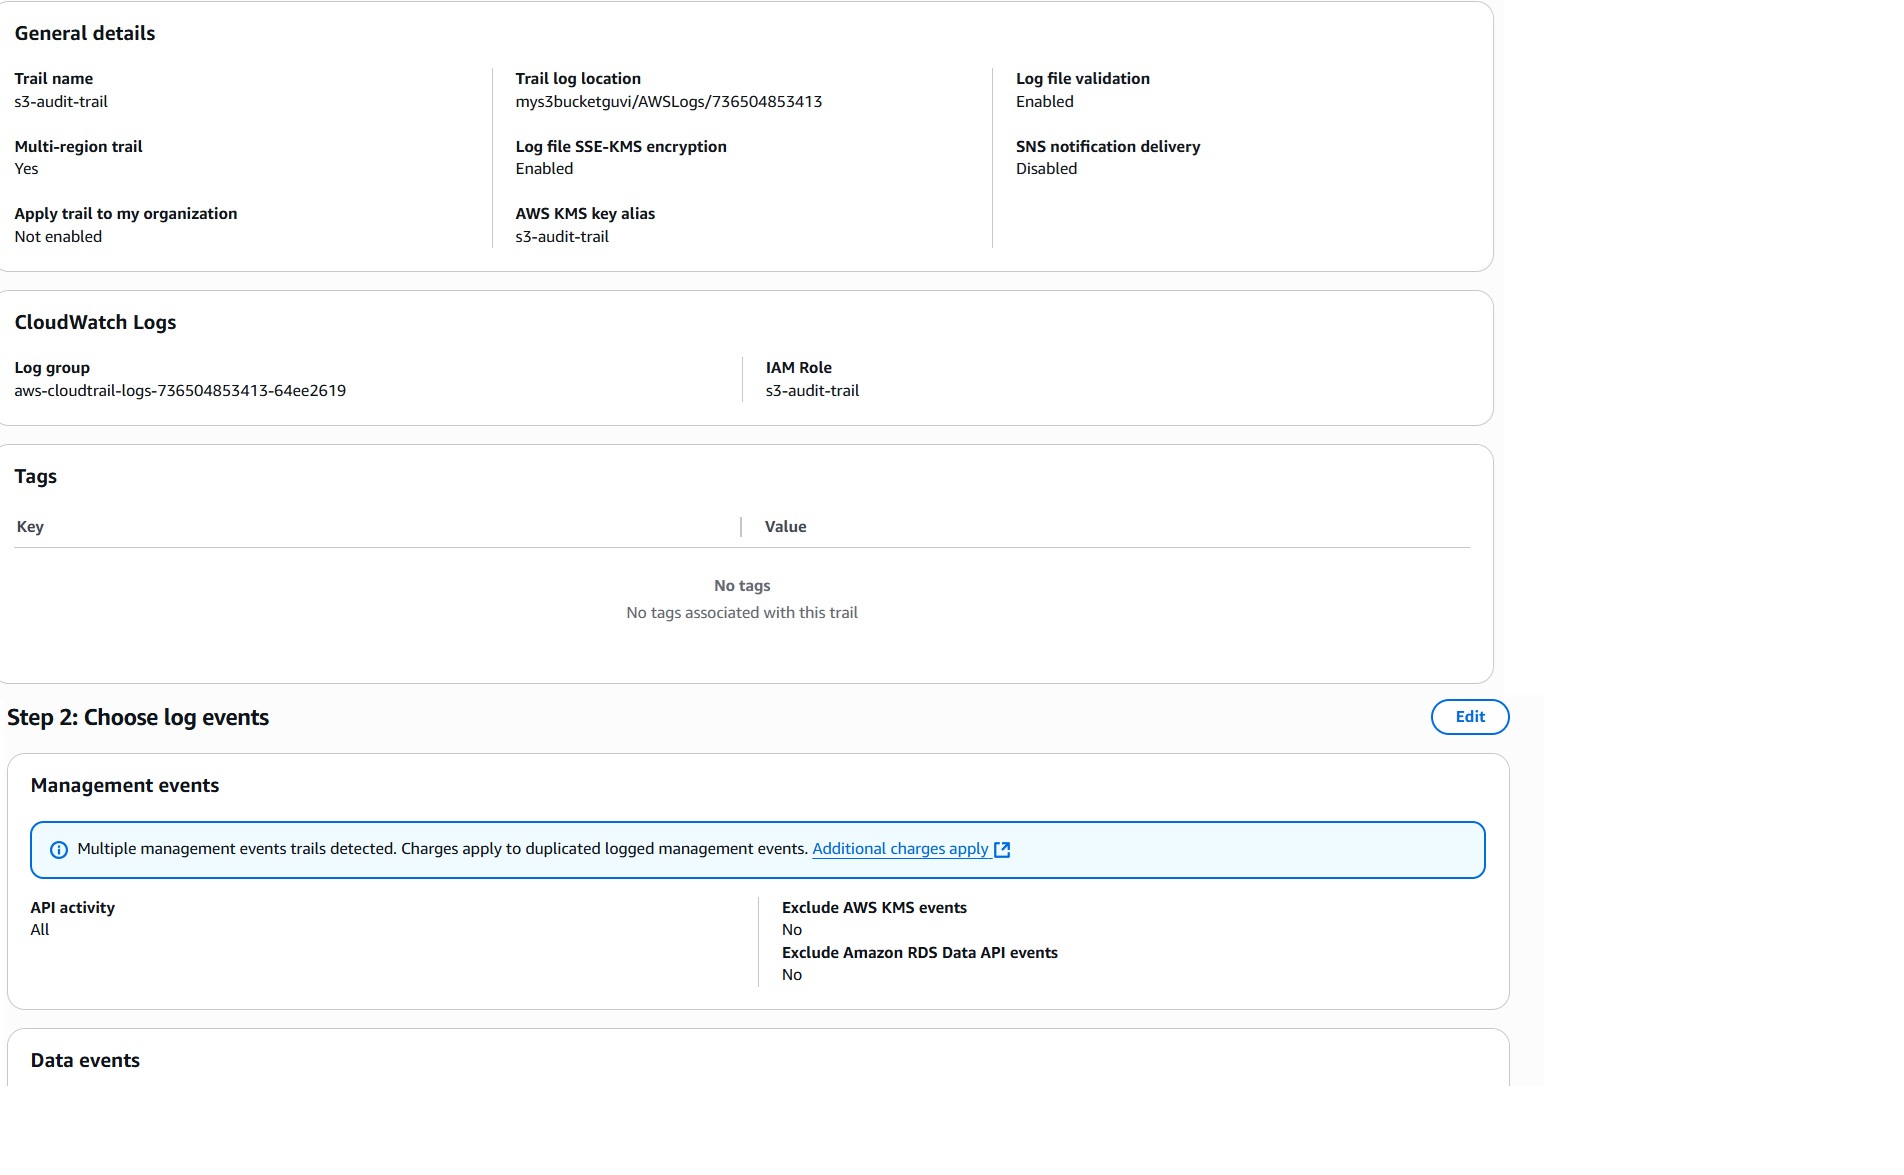 General details
Trail name
s3-audit-trail
Multi-region trail
Yes
Apply trail to my organization
Not enabled
Trail log location
mys3bucketguvi/AWSLogs/736504853413
Log file SSE-KMS encryption
Enabled
AWS KMS key alias
s3-audit-trail
Log file validation
Enabled
SNS notification delivery
Disabled
CloudWatch Logs
Log group
aws-cloudtrail-logs-736504853413-64ee2619
IAM Role
s3-audit-trail
Tags
Key
Value
No tags
No tags associated with this trail
Step 2: Choose log events
Edit
Management events
Multiple management events trails detected. Charges apply to duplicated logged management events. Additional charges apply
API activity
All
Exclude AWS KMS events
No
Exclude Amazon RDS Data API events
No
Data events